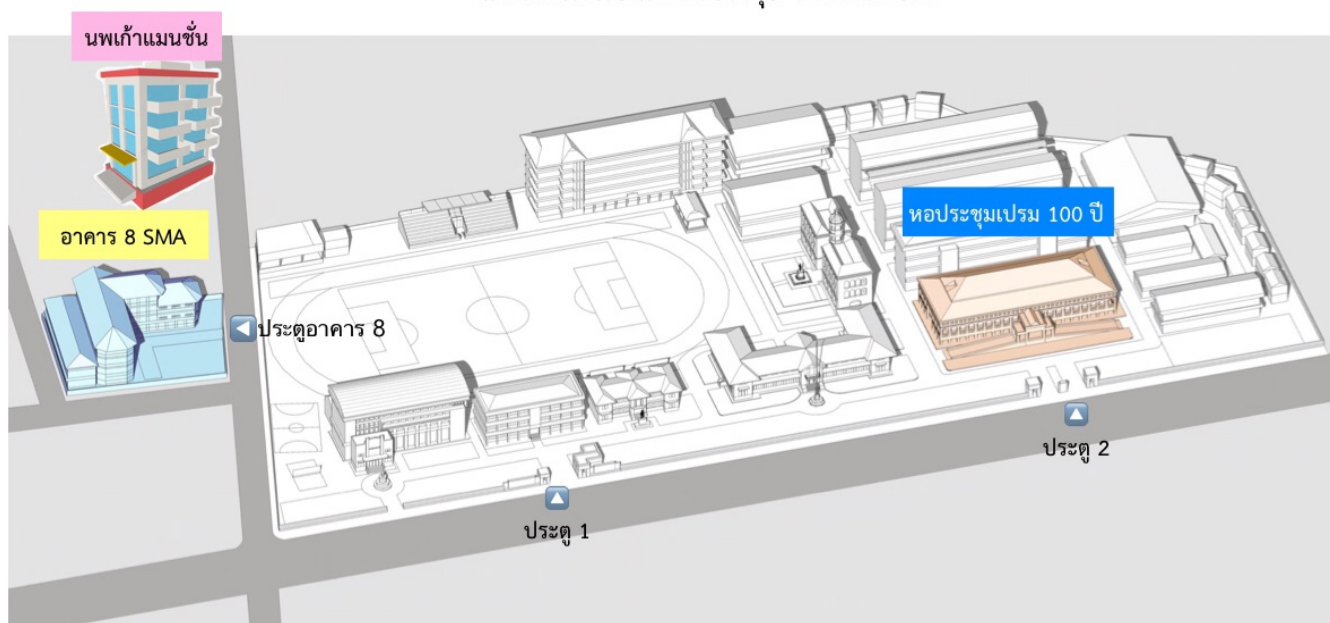 นพเก้าแมนชั่น
อาคาร 8 SMA
หอประชุมเปรม 100 ปี
ประตูอาคาร 8
ประตู 2
ประตู 1